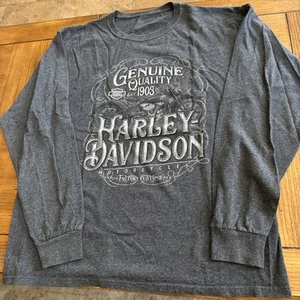 GENUINE
QUALITY
1903
HARLEY-
DAVIDSON
MOTORCYCLES